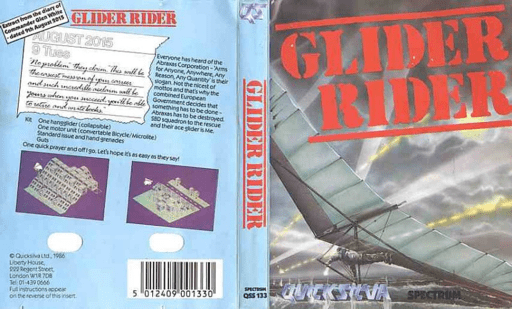 Extract from the diary of
Commander Glen White
dated 9th August 2015
GLIDER RIDER
AUGUST 2015
9 Tues
"No problem" they chum. "This will be
the easiest mission of your career
and such incredible realism will be
yours when you succeed, you'll be able
to retire and write books."
Everyone has heard of the
Abraxas Corporation - 'Arms
for Anyone, Anywhere, Any
Reason, Any Quantity' is their
slogan. Not the nicest of
mottos and that's why the
combined European
Government decides that
something has to be done -
Abraxas has to be destroyed.
SBD squadron to the rescue
and their ace glider is Me.
Kit One hangglider (collapsible)
One motor unit (convertable Bicycle/Microlite)
Standard issue and hand grenades
Guts
One quick prayer and off I go. Let's hope it's as easy as they say!
© Quicksilva Ltd., 1986
Liberty House,
222 Regent Street,
London W1R 7DB
Tel: 01-439 0666
Full instructions appear
on the reverse of this insert.
5 012409 001330
GLIDER RIDER
SPECTRUM
QSS 133
GLIDER
RIDER
QUICKSILVA
SPECTRUM